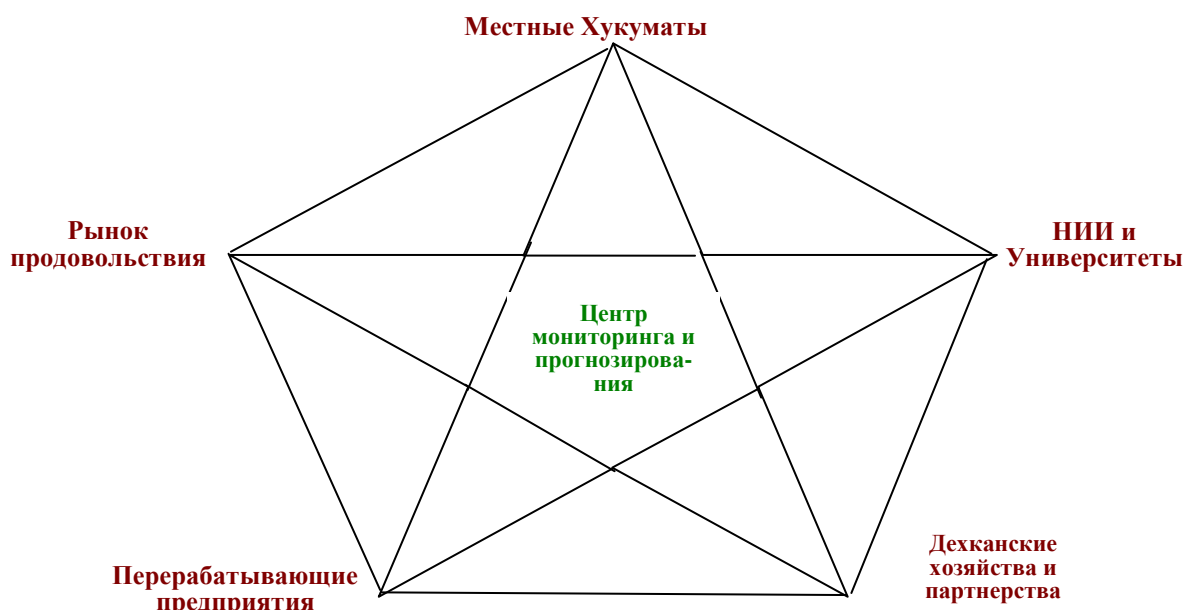 Местные Хукуматы
Рынок
продовольствия
НИИ и
Университеты
Центр
мониторинга и
прогнозирова-
ния
Перерабатывающие
предприятия
Дехканские
хозяйства и
партнерства